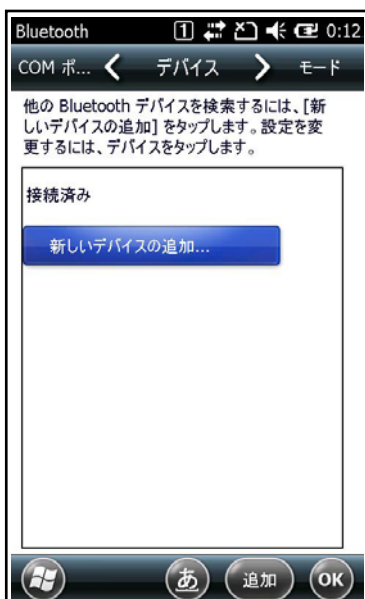 Bluetooth 1 0:12
COM ポ... デバイス モード
他の Bluetooth デバイスを検索するには、[新
しいデバイスの追加] をタップします。設定を変
更するには、デバイスをタップします。
接続済み
新しいデバイスの追加...
あ 追加 OK